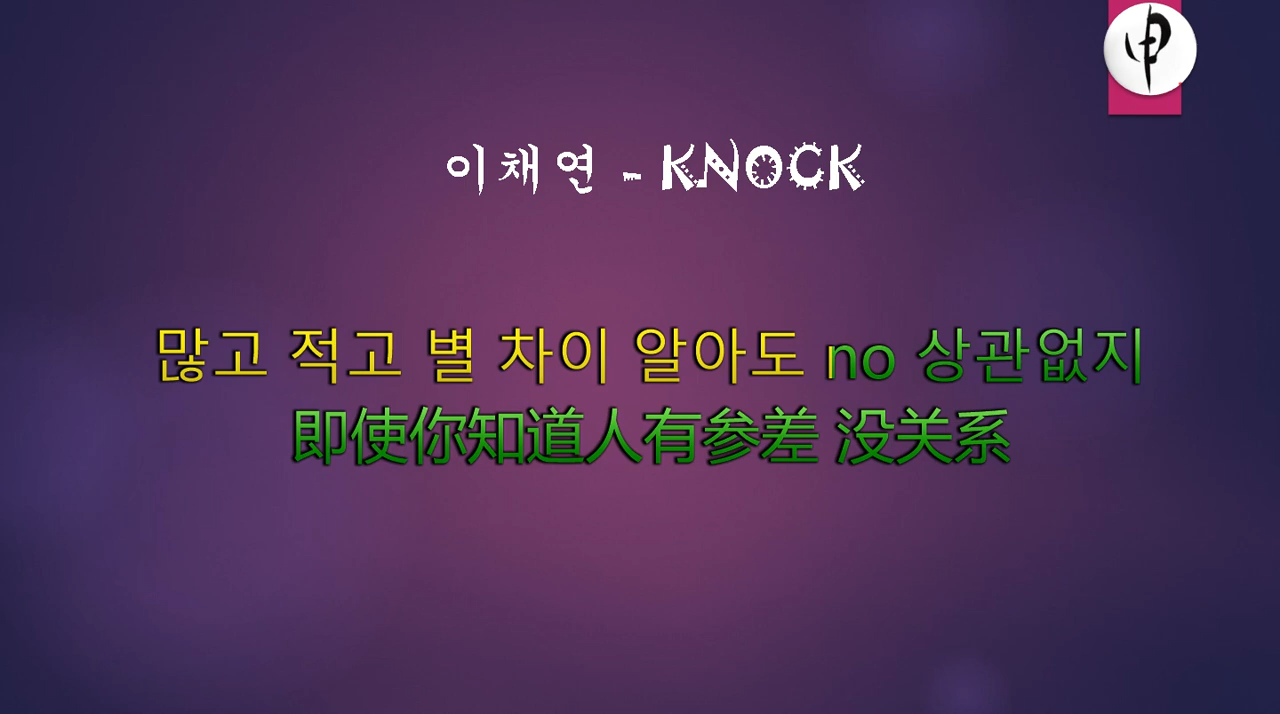 이채연 - KNOCK
많고 적고 별 차이 알아도 no 상관없지
即使你知道人有参差 没关系